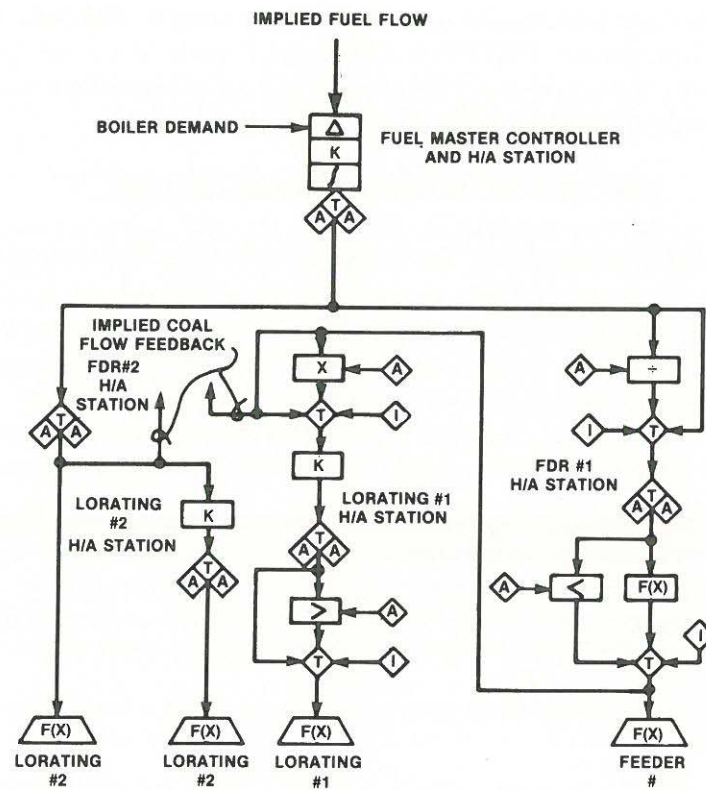 IMPLIED FUEL FLOW
BOILER DEMAND
Δ
K
∫
FUEL MASTER CONTROLLER
AND H/A STATION
A T A
IMPLIED COAL
FLOW FEEDBACK
FDR#2
H/A
STATION
X
A
T
I
K
A
÷
I
T
FDR #1
H/A STATION
A T A
A T A
LORATING
#2
H/A STATION
K
A T A
LORATING #1
H/A STATION
A T A
>
A
T
I
A
<
F(X)
I
T
F(X)
LORATING
#2
F(X)
LORATING
#2
F(X)
LORATING
#1
F(X)
FEEDER
#